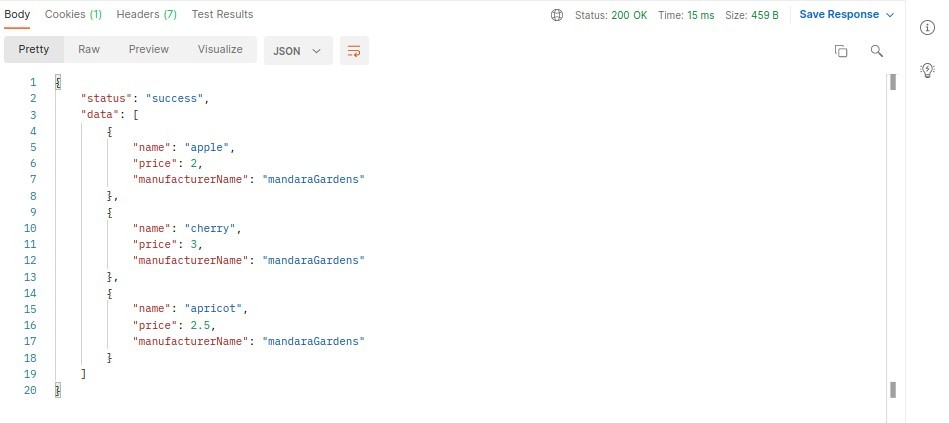 Body Cookies (1) Headers (7) Test Results Status: 200 OK Time: 15 ms Size: 459 B Save Response
Pretty Raw Preview Visualize JSON
1 {
2 "status": "success",
3 "data": [
4 {
5 "name": "apple",
6 "price": 2,
7 "manufacturerName": "mandaraGardens"
8 },
9 {
10 "name": "cherry",
11 "price": 3,
12 "manufacturerName": "mandaraGardens"
13 },
14 {
15 "name": "apricot",
16 "price": 2.5,
17 "manufacturerName": "mandaraGardens"
18 }
19 ]
20 }